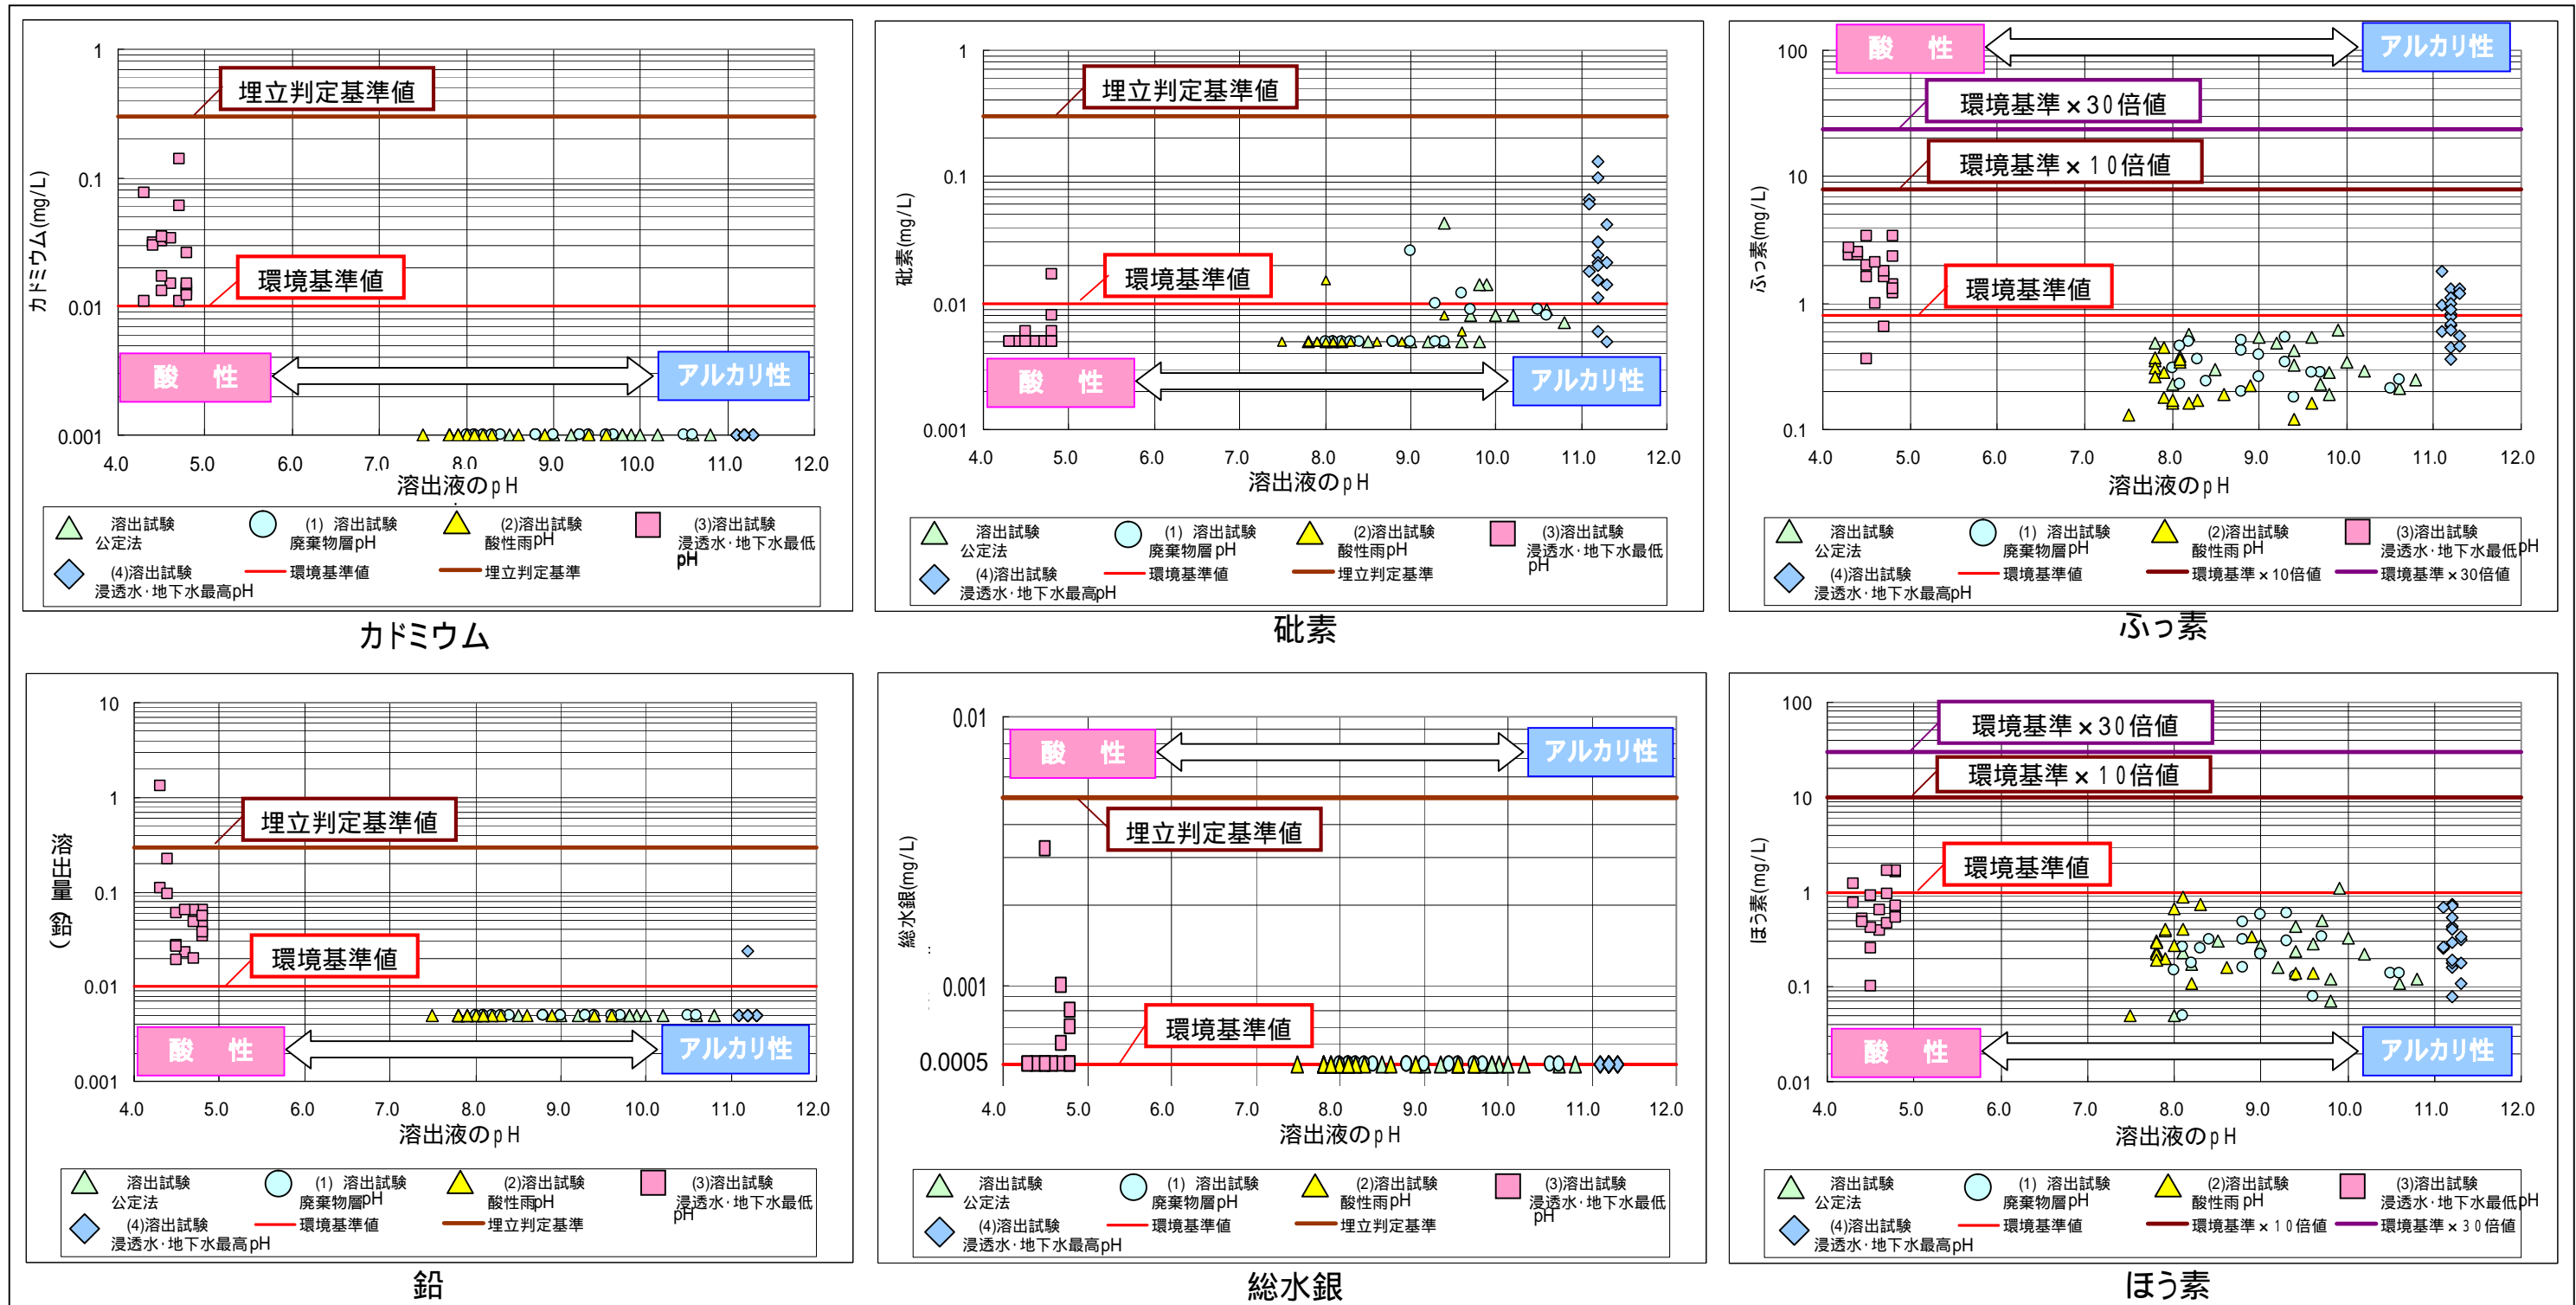 1
埋立判定基準値
0.1
カドミウム(mg/L)
環境基準値
0.01
酸 性
アルカリ性
0.001
4.0 5.0 6.0 7.0 8.0 9.0 10.0 11.0 12.0
溶出液のpH
溶出試験 公定法
(1) 溶出試験 廃棄物層pH
(2)溶出試験 酸性雨pH
(3)溶出試験 浸透水・地下水最低pH
(4)溶出試験 浸透水・地下水最高pH
環境基準値
埋立判定基準
カドミウム
1
埋立判定基準値
0.1
砒素(mg/L)
環境基準値
0.01
酸 性
アルカリ性
0.001
4.0 5.0 6.0 7.0 8.0 9.0 10.0 11.0 12.0
溶出液のpH
溶出試験 公定法
(1) 溶出試験 廃棄物層pH
(2)溶出試験 酸性雨pH
(3)溶出試験 浸透水・地下水最低pH
(4)溶出試験 浸透水・地下水最高pH
環境基準値
埋立判定基準
砒素
酸 性
アルカリ性
100
環境基準×30倍値
環境基準×10倍値
10
ふっ素(mg/L)
環境基準値
1
0.1
4.0 5.0 6.0 7.0 8.0 9.0 10.0 11.0 12.0
溶出液のpH
溶出試験 公定法
(1) 溶出試験 廃棄物層pH
(2)溶出試験 酸性雨pH
(3)溶出試験 浸透水・地下水最低pH
(4)溶出試験 浸透水・地下水最高pH
環境基準値
環境基準×10倍値
環境基準×30倍値
ふっ素
10
1
埋立判定基準値
溶出量(鉛)
0.1
環境基準値
0.01
酸 性
アルカリ性
0.001
4.0 5.0 6.0 7.0 8.0 9.0 10.0 11.0 12.0
溶出液のpH
溶出試験 公定法
(1) 溶出試験 廃棄物層pH
(2)溶出試験 酸性雨pH
(3)溶出試験 浸透水・地下水最低pH
(4)溶出試験 浸透水・地下水最高pH
環境基準値
埋立判定基準
鉛
0.01
酸 性
アルカリ性
埋立判定基準値
総水銀(mg/L)
0.001
環境基準値
0.0005
4.0 5.0 6.0 7.0 8.0 9.0 10.0 11.0 12.0
溶出液のpH
溶出試験 公定法
(1) 溶出試験 廃棄物層pH
(2)溶出試験 酸性雨pH
(3)溶出試験 浸透水・地下水最低pH
(4)溶出試験 浸透水・地下水最高pH
環境基準値
埋立判定基準
総水銀
100
環境基準×30倍値
環境基準×10倍値
10
ほう素(mg/L)
環境基準値
1
0.1
酸 性
アルカリ性
0.01
4.0 5.0 6.0 7.0 8.0 9.0 10.0 11.0 12.0
溶出液のpH
溶出試験 公定法
(1) 溶出試験 廃棄物層pH
(2)溶出試験 酸性雨pH
(3)溶出試験 浸透水・地下水最低pH
(4)溶出試験 浸透水・地下水最高pH
環境基準値
環境基準×10倍値
環境基準×30倍値
ほう素